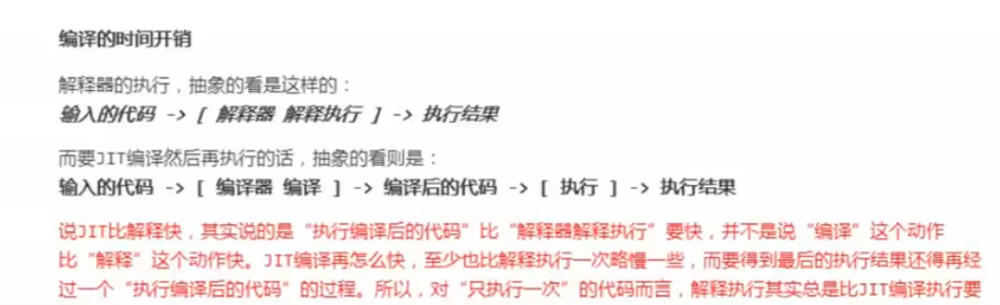 编译的时间开销
解释器的执行，抽象的看是这样的：
输入的代码 -> [ 解释器 解释执行 ] -> 执行结果
而要JIT编译然后再执行的话，抽象的看则是：
输入的代码 -> [ 编译器 编译 ] -> 编译后的代码 -> [ 执行 ] -> 执行结果
说JIT比解释快，其实说的是“执行编译后的代码”比“解释器解释执行”要快，并不是说“编译”这个动作
比“解释”这个动作快。JIT编译再怎么快，至少也比解释执行一次略慢一些，而要得到最后的执行结果还得再经
过一个“执行编译后的代码”的过程。所以，对“只执行一次”的代码而言，解释执行其实总是比JIT编译执行要